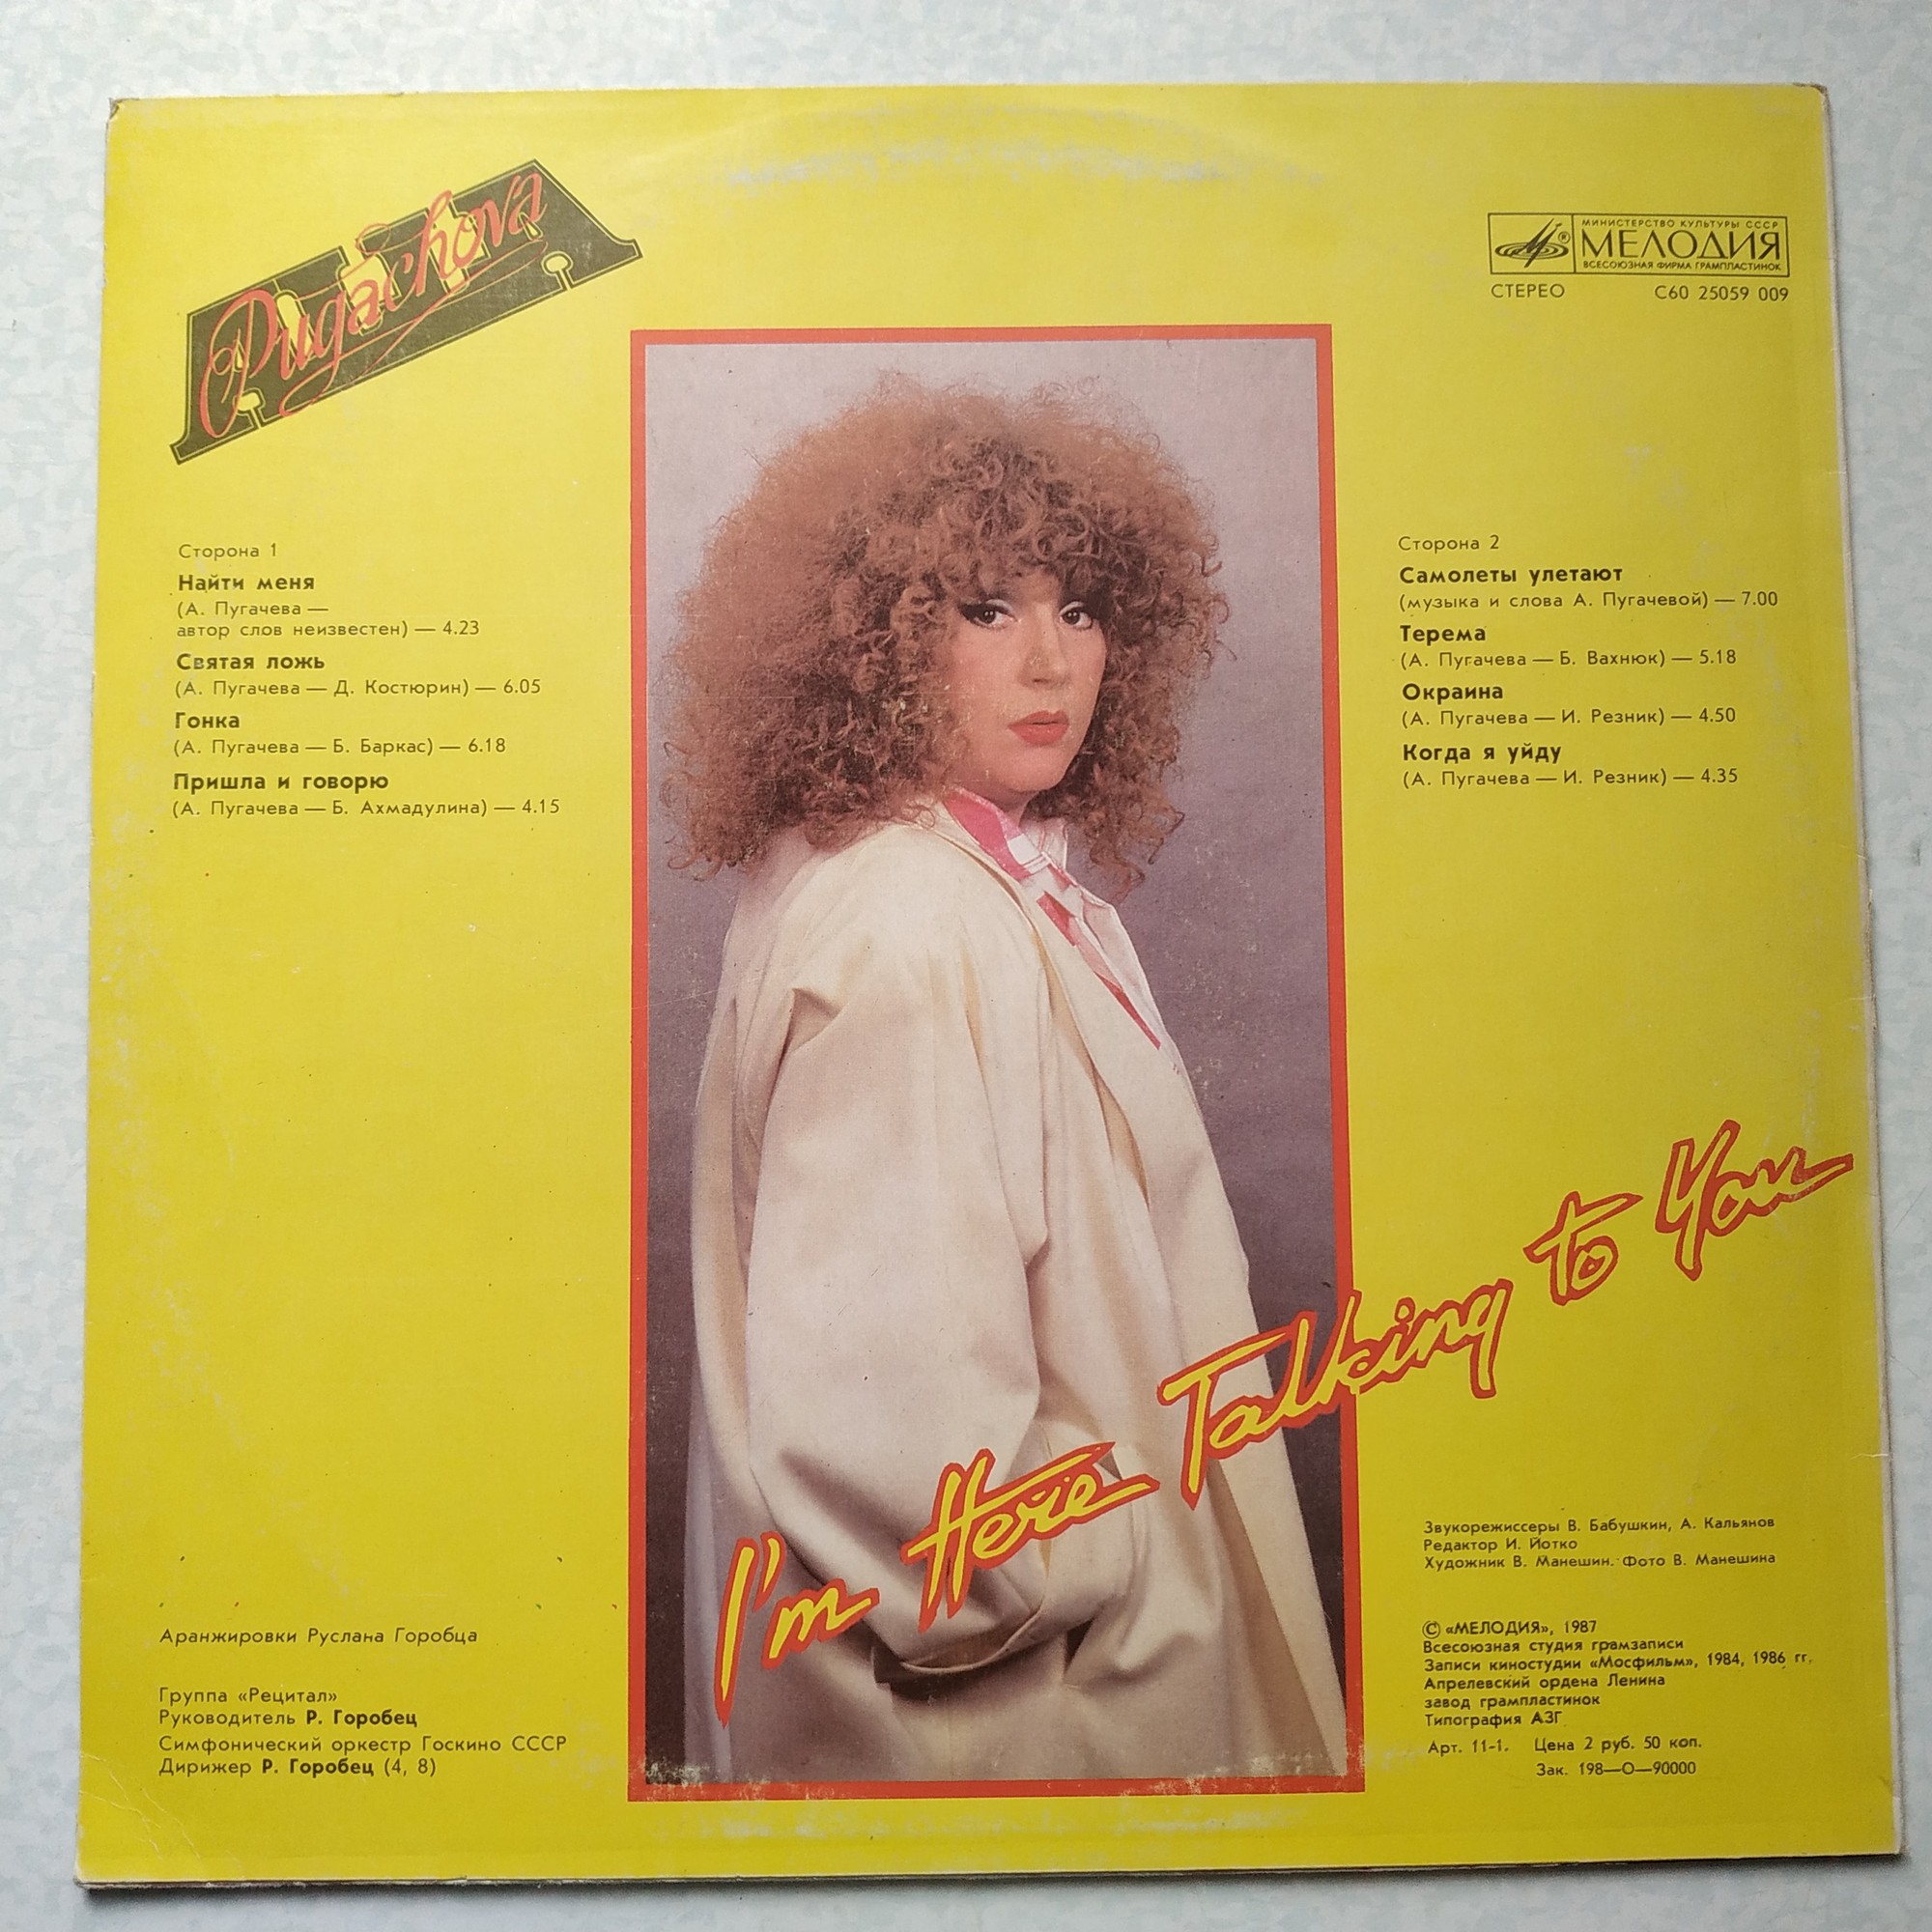 A
Pugachova
МИНИСТЕРСТВО КУЛЬТУРЫ СССР
МЕЛОДИЯ
ВСЕСОЮЗНАЯ ФИРМА ГРАМПЛАСТИНОК
СТЕРЕО С60 25059 009
Сторона 1
Найти меня
(А. Пугачева —
автор слов неизвестен) — 4.23
Святая ложь
(А. Пугачева — Д. Костюрин) — 6.05
Гонка
(А. Пугачева — Б. Баркас) — 6.18
Пришла и говорю
(А. Пугачева — Б. Ахмадулина) — 4.15
Сторона 2
Самолеты улетают
(музыка и слова А. Пугачевой) — 7.00
Терема
(А. Пугачева — Б. Вахнюк) — 5.18
Окраина
(А. Пугачева — И. Резник) — 4.50
Когда я уйду
(А. Пугачева — И. Резник) — 4.35
I'm Here Talking to You
Аранжировки Руслана Горобца
Группа «Рецитал»
Руководитель Р. Горобец
Симфонический оркестр Госкино СССР
Дирижер Р. Горобец (4, 8)
Звукорежиссеры В. Бабушкин, А. Кальянов
Редактор И. Йотко
Художник В. Манешин. Фото В. Манешина
© «МЕЛОДИЯ», 1987
Всесоюзная студия грамзаписи
Записи киностудии «Мосфильм», 1984, 1986 гг.
Апрелевский ордена Ленина
завод грампластинок
Типография АЗГ
Арт. 11-1. Цена 2 руб. 50 коп.
Зак. 198—О—90000